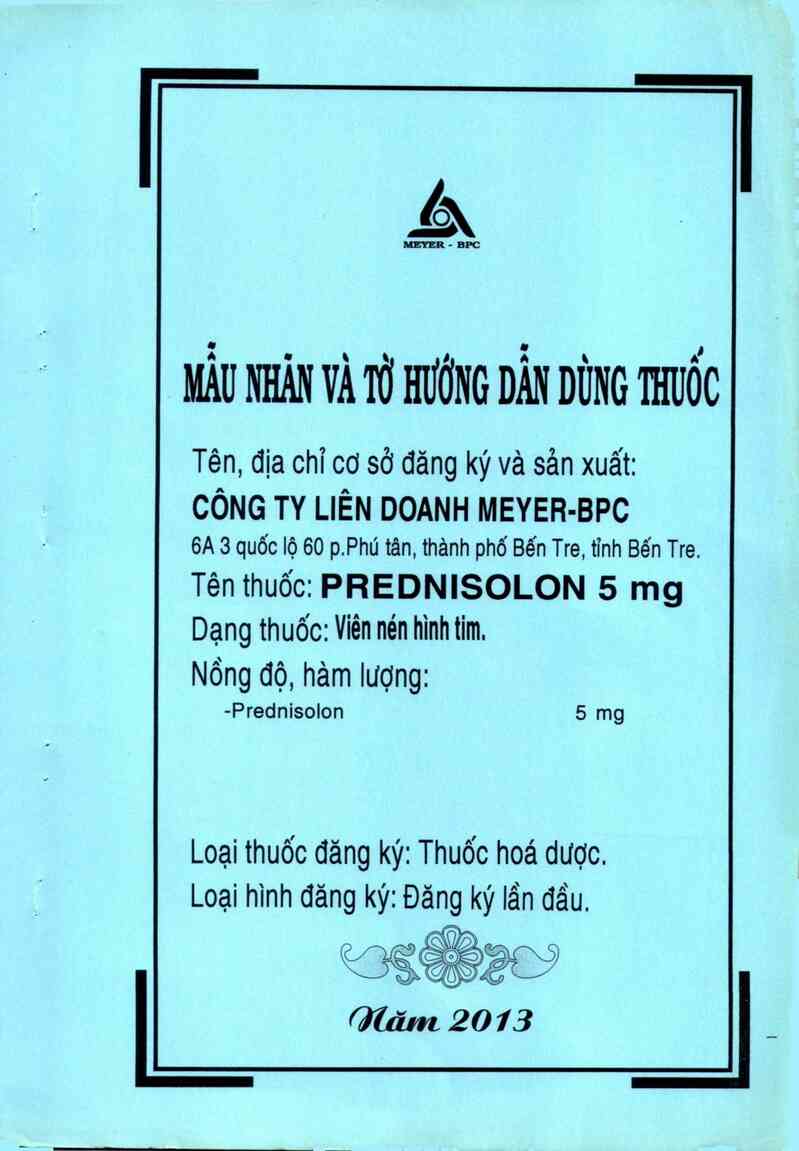 MEYER - BPC
MẪU NHÃN VÀ TỜ HƯỚNG DẪN DÙNG THUỐC
Tên, địa chỉ cơ sở đăng ký và sản xuất:
CÔNG TY LIÊN DOANH MEYER-BPC
6A 3 quốc lộ 60 p.Phú tân, thành phố Bến Tre, tỉnh Bến Tre.
Tên thuốc: PREDNISOLON 5 mg
Dạng thuốc: Viên nén hình tim.
Nồng độ, hàm lượng:
-Prednisolon 5 mg
Loại thuốc đăng ký: Thuốc hoá dược.
Loại hình đăng ký: Đăng ký lần đầu.
Năm 2013